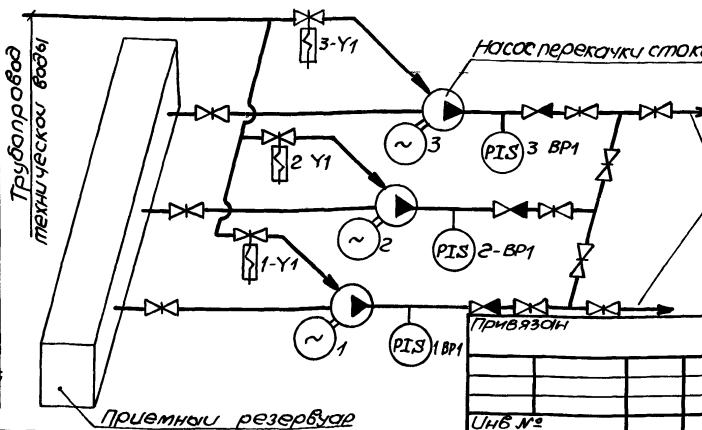 Трубопровод
технической воды
3-Y1
Насос перекачки сток
~
3
PIS
3 BP1
2 Y1
~
2
PIS
2-BP1
1-Y1
~
1
PIS
1 BP1
Привязан
Инв №
Приемный резервуар